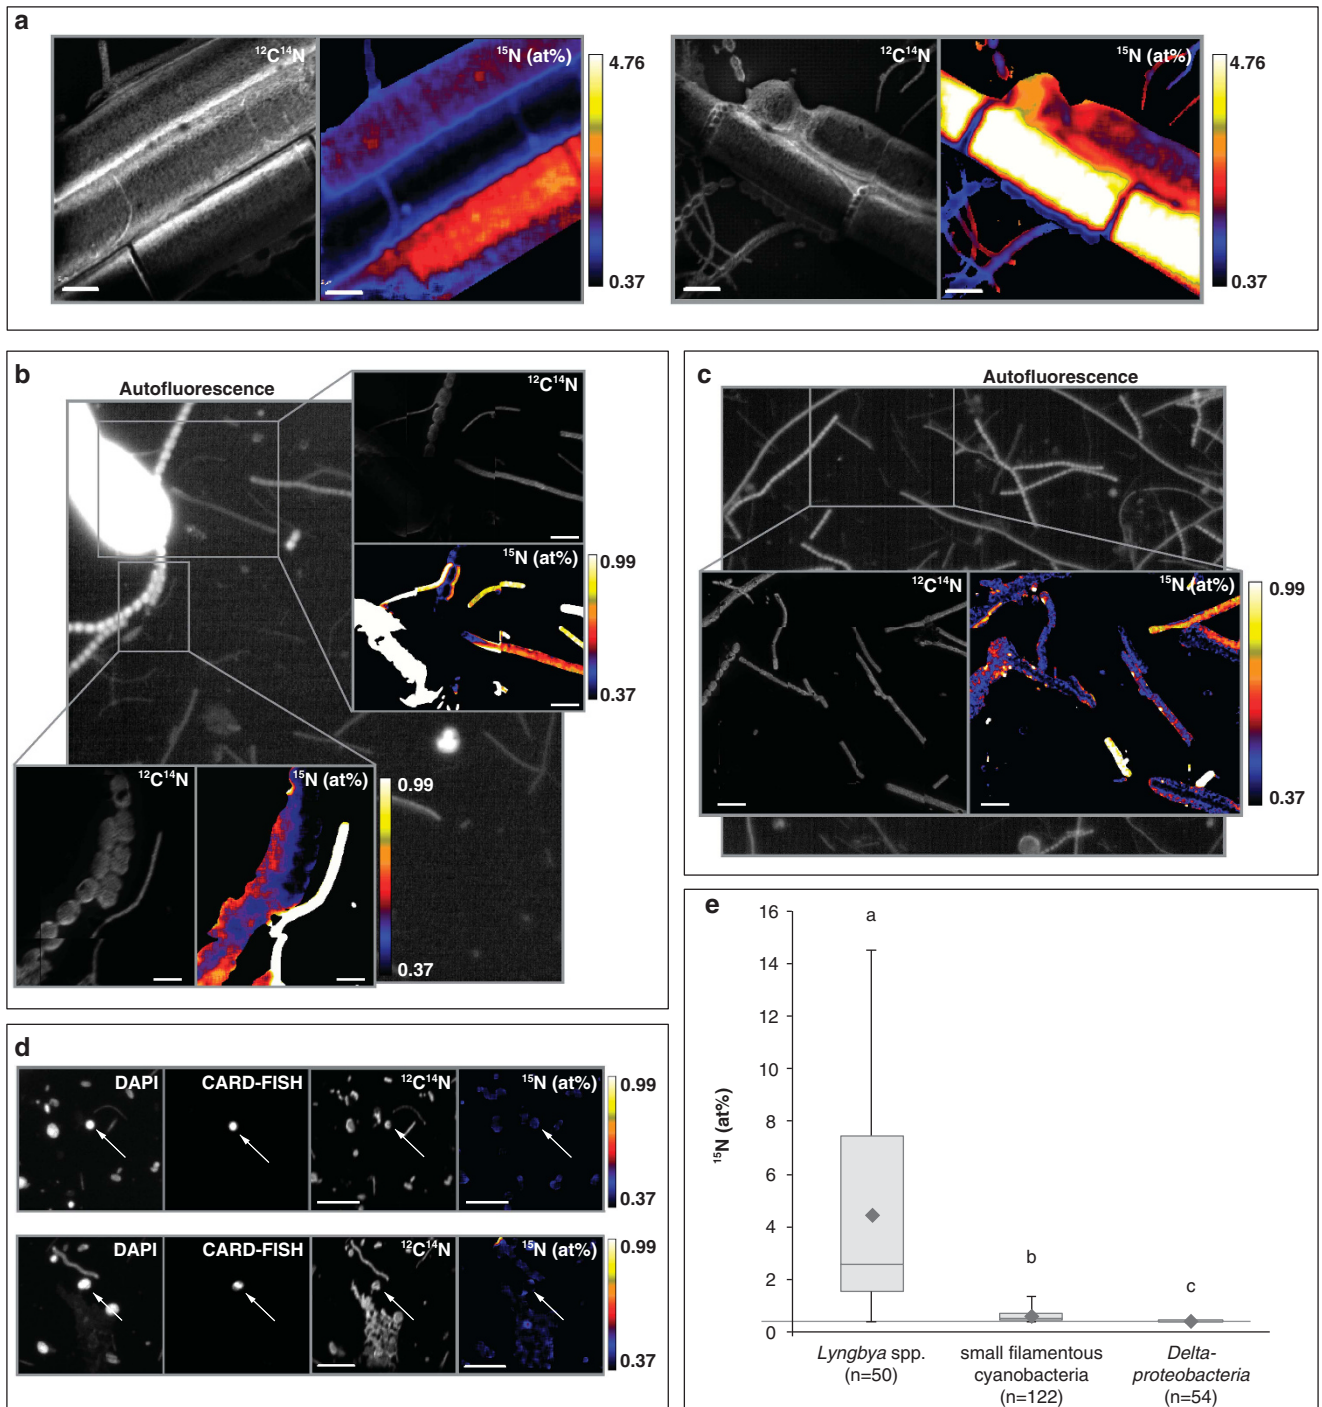 a
¹²C¹⁴N
¹⁵N (at%)
4.76
0.37
¹²C¹⁴N
¹⁵N (at%)
4.76
0.37
b
Autofluorescence
¹²C¹⁴N
¹⁵N (at%)
0.99
0.37
¹²C¹⁴N
¹⁵N (at%)
0.99
0.37
c
Autofluorescence
¹²C¹⁴N
¹⁵N (at%)
0.99
0.37
d
DAPI
CARD-FISH
¹²C¹⁴N
¹⁵N (at%)
0.99
0.37
DAPI
CARD-FISH
¹²C¹⁴N
¹⁵N (at%)
0.99
0.37
e
¹⁵N (at%)
16
14
12
10
8
6
4
2
0
a
b
c
Lyngbya spp.
(n=50)
small filamentous
cyanobacteria
(n=122)
Delta-
proteobacteria
(n=54)